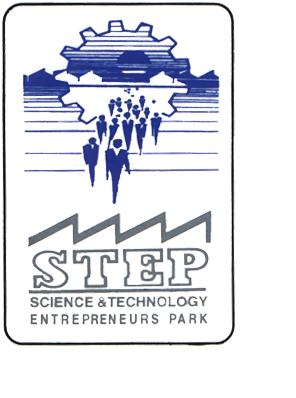 STEP
SCIENCE & TECHNOLOGY
ENTREPRENEURS PARK